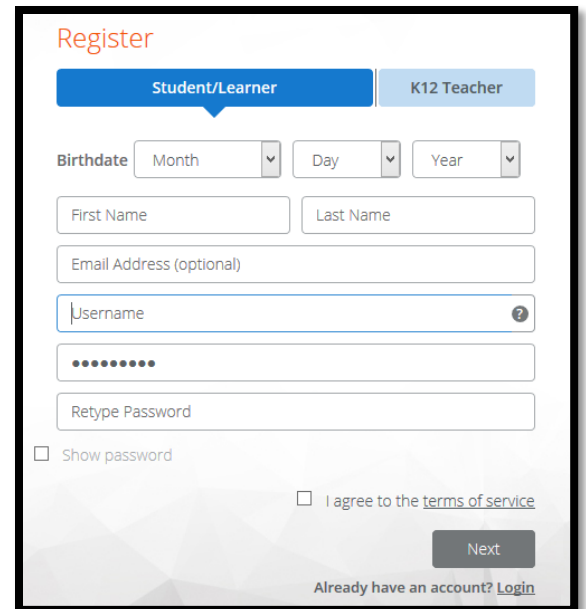 Register
Student/Learner K12 Teacher
Birthdate Month Day Year
First Name Last Name
Email Address (optional)
Username ?
•••••••••
Retype Password
Show password
I agree to the terms of service
Next
Already have an account? Login